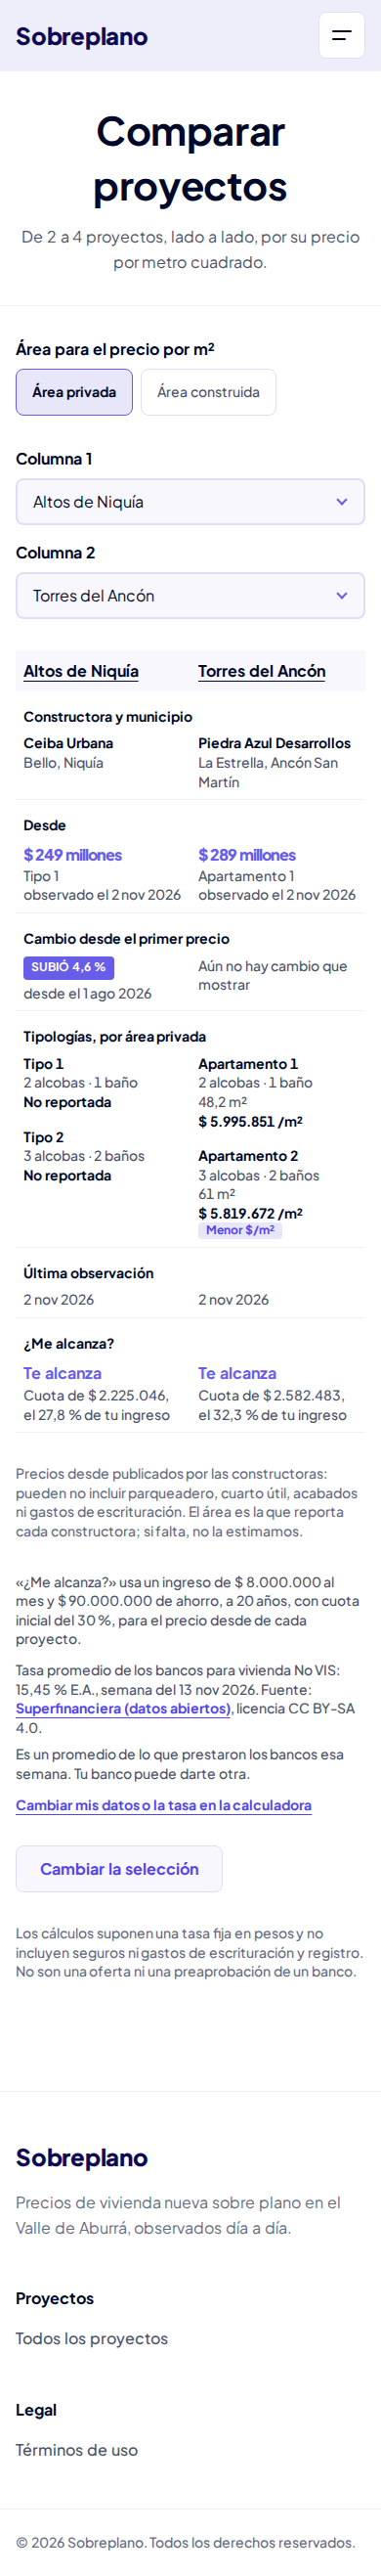 Sobreplano
Comparar
proyectos
De 2 a 4 proyectos, lado a lado, por su precio
por metro cuadrado.
Área para el precio por m²
Área privada
Área construida
Columna 1
Altos de Niquía
Columna 2
Torres del Ancón
Altos de Niquía
Torres del Ancón
Constructora y municipio
Ceiba Urbana
Bello, Niquía
Piedra Azul Desarrollos
La Estrella, Ancón San
Martín
Desde
$ 249 millones
Tipo 1
observado el 2 nov 2026
$ 289 millones
Apartamento 1
observado el 2 nov 2026
Cambio desde el primer precio
SUBIÓ 4,6 %
desde el 1 ago 2026
Aún no hay cambio que
mostrar
Tipologías, por área privada
Tipo 1
2 alcobas · 1 baño
No reportada
Tipo 2
3 alcobas · 2 baños
No reportada
Apartamento 1
2 alcobas · 1 baño
48,2 m²
$ 5.995.851 /m²
Apartamento 2
3 alcobas · 2 baños
61 m²
$ 5.819.672 /m²
Menor $/m²
Última observación
2 nov 2026
2 nov 2026
¿Me alcanza?
Te alcanza
Cuota de $ 2.225.046,
el 27,8 % de tu ingreso
Te alcanza
Cuota de $ 2.582.483,
el 32,3 % de tu ingreso
Precios desde publicados por las constructoras:
pueden no incluir parqueadero, cuarto útil, acabados
ni gastos de escrituración. El área es la que reporta
cada constructora; si falta, no la estimamos.
«¿Me alcanza?» usa un ingreso de $ 8.000.000 al
mes y $ 90.000.000 de ahorro, a 20 años, con cuota
inicial del 30 %, para el precio desde de cada
proyecto.
Tasa promedio de los bancos para vivienda No VIS:
15,45 % E.A., semana del 13 nov 2026. Fuente:
Superfinanciera (datos abiertos), licencia CC BY-SA
4.0.
Es un promedio de lo que prestaron los bancos esa
semana. Tu banco puede darte otra.
Cambiar mis datos o la tasa en la calculadora
Cambiar la selección
Los cálculos suponen una tasa fija en pesos y no
incluyen seguros ni gastos de escrituración y registro.
No son una oferta ni una preaprobación de un banco.
Sobreplano
Precios de vivienda nueva sobre plano en el
Valle de Aburrá, observados día a día.
Proyectos
Todos los proyectos
Legal
Términos de uso
© 2026 Sobreplano. Todos los derechos reservados.